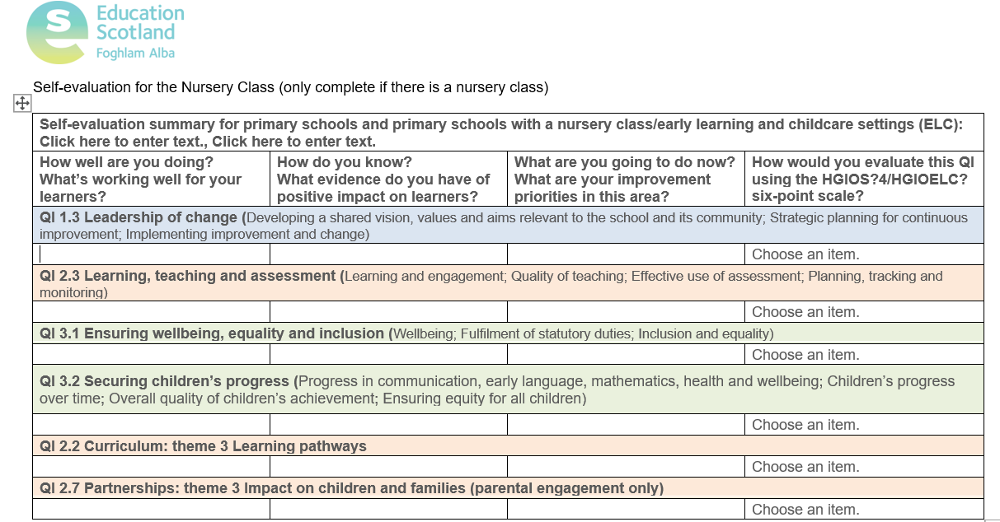 Education
Scotland
Foghlam Alba
Self-evaluation for the Nursery Class (only complete if there is a nursery class)
Self-evaluation summary for primary schools and primary schools with a nursery class/early learning and childcare settings (ELC):
Click here to enter text., Click here to enter text.
How well are you doing?
What's working well for your
learners?
How do you know?
What evidence do you have of
positive impact on learners?
What are you going to do now?
What are your improvement
priorities in this area?
How would you evaluate this QI
using the HGIOS?4/HGIOELC?
six-point scale?
QI 1.3 Leadership of change (Developing a shared vision, values and aims relevant to the school and its community; Strategic planning for continuous
improvement; Implementing improvement and change)
Choose an item.
QI 2.3 Learning, teaching and assessment (Learning and engagement; Quality of teaching; Effective use of assessment; Planning, tracking and
monitoring)
Choose an item.
QI 3.1 Ensuring wellbeing, equality and inclusion (Wellbeing; Fulfilment of statutory duties; Inclusion and equality)
Choose an item.
QI 3.2 Securing children's progress (Progress in communication, early language, mathematics, health and wellbeing; Children's progress
over time; Overall quality of children's achievement; Ensuring equity for all children)
Choose an item.
QI 2.2 Curriculum: theme 3 Learning pathways
Choose an item.
QI 2.7 Partnerships: theme 3 Impact on children and families (parental engagement only)
Choose an item.